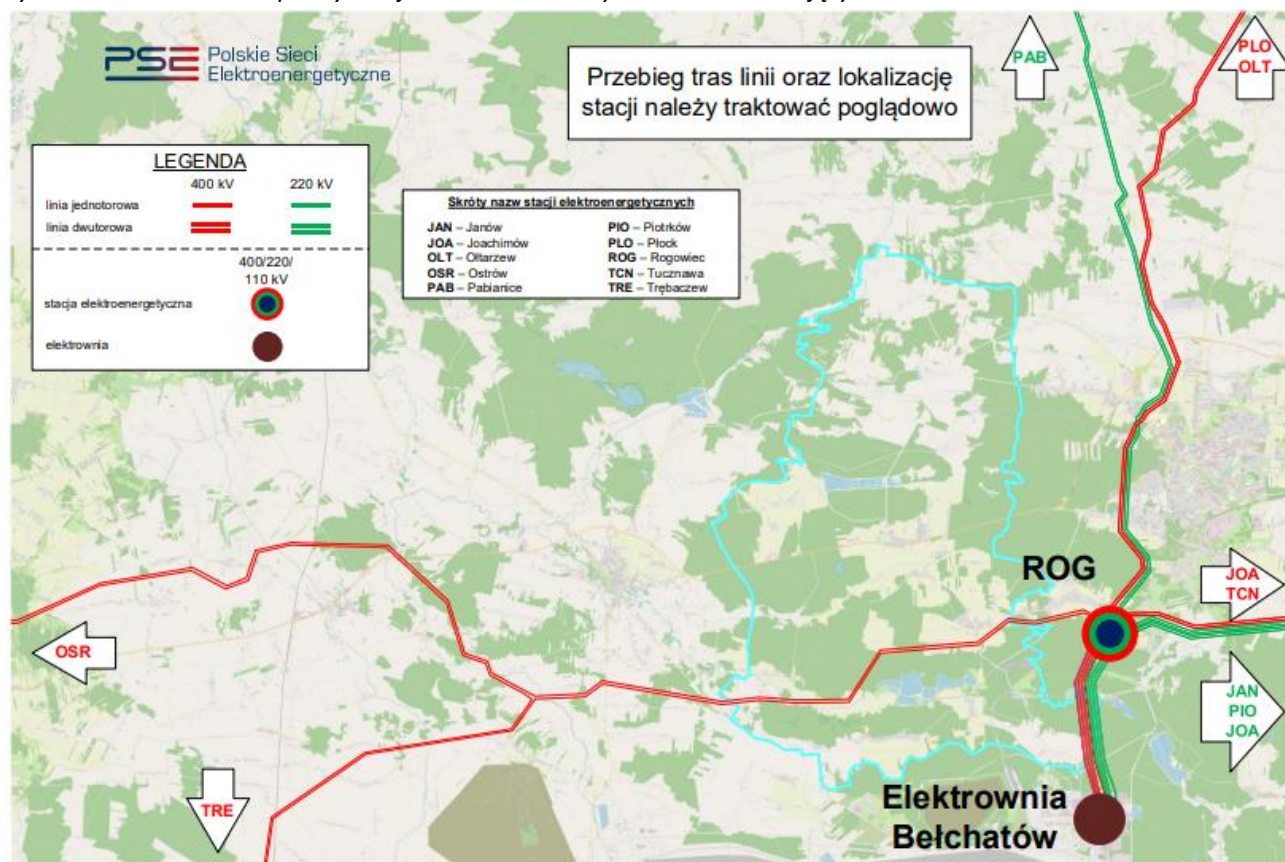 PSE Polskie Sieci
Elektroenergetyczne
Przebieg tras linii oraz lokalizację
stacji należy traktować poglądowo
PAB
PLO
OLT
LEGENDA
400 kV 220 kV
linia jednotorowa
linia dwutorowa
400/220/
110 kV
stacja elektroenergetyczna
elektrownia
Skróty nazw stacji elektroenergetycznych
JAN – Janów PIO – Piotrków
JOA – Joachimów PLO – Płock
OLT – Ołtarzew ROG – Rogowiec
OSR – Ostrów TCN – Tucznawa
PAB – Pabianice TRE – Trębaczew
ROG
JOA
TCN
OSR
JAN
PIO
JOA
TRE
Elektrownia
Bełchatów